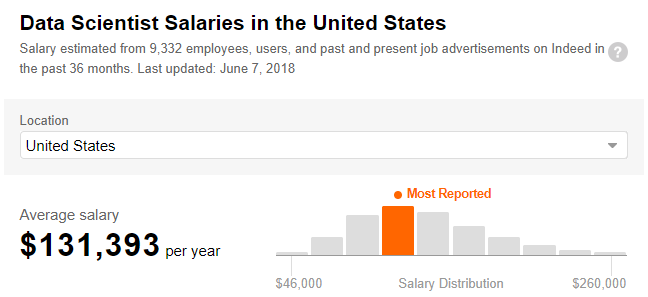 Data Scientist Salaries in the United States
Salary estimated from 9,332 employees, users, and past and present job advertisements on Indeed in
the past 36 months. Last updated: June 7, 2018
?
Location
United States
Most Reported
Average salary
$131,393 per year
$46,000 Salary Distribution $260,000